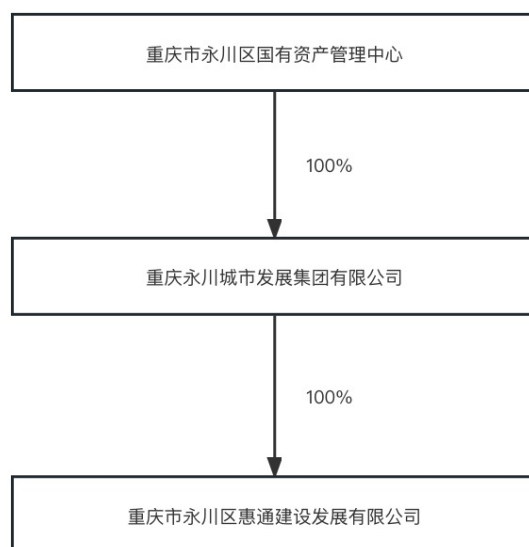 重庆市永川区国有资产管理中心
100%
重庆永川城市发展集团有限公司
100%
重庆市永川区惠通建设发展有限公司